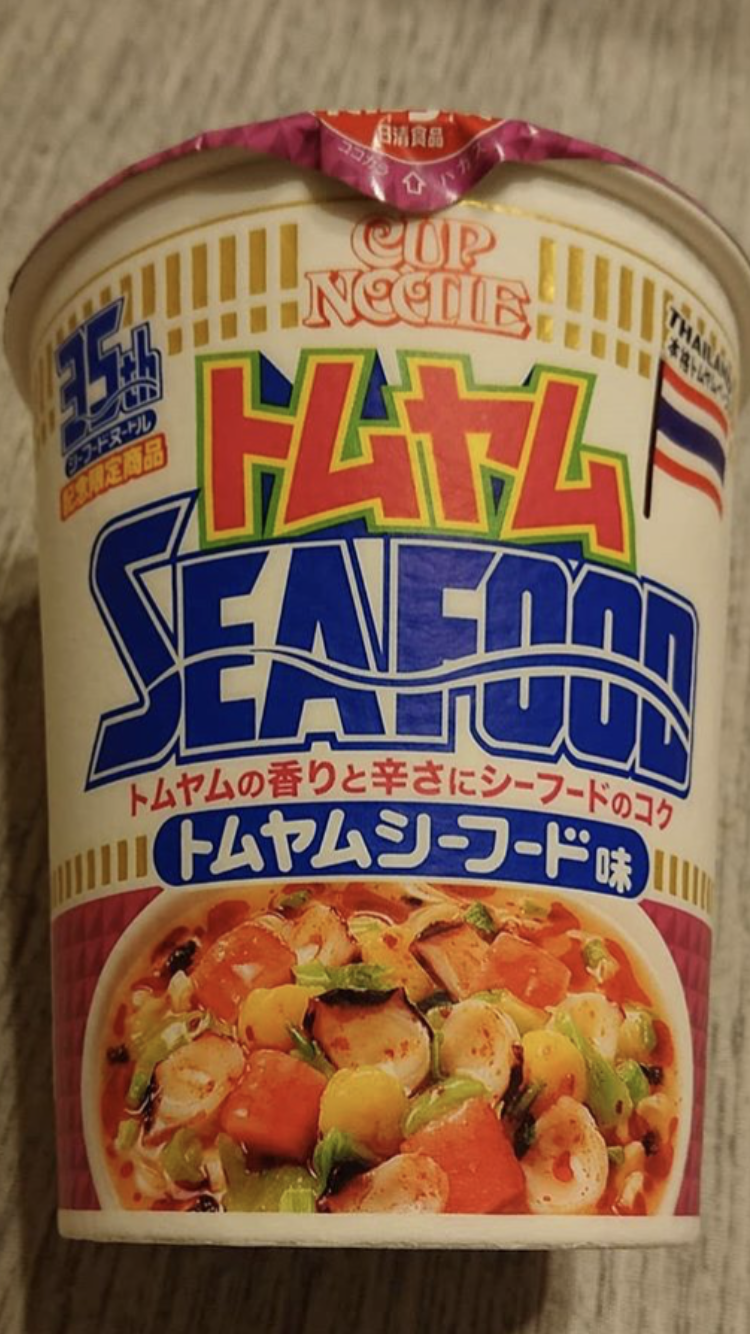 日清食品
ココカラ
ハガス
CUP
NOODLE
35th
シーフードヌードル
記念限定商品
THAILAND
トムヤム
SEAFOOD
トムヤムの香りと辛さにシーフードのコク
トムヤムシーフード味